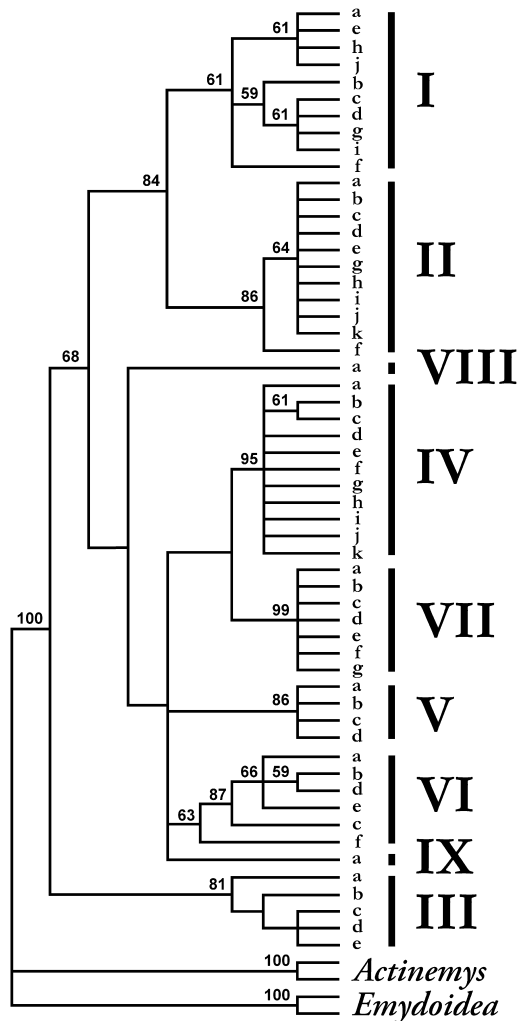 a
61 e
h
j
61
59 b
c
61 d
g
i
f
I
84
a
b
c
d
64 e
g
h
i
j
k
86
f
II
68
a VIII
a
61 b
c
d
e
95 f
g
h
i
j
k
IV
a
b
c
99 d
e
f
g
VII
100
a
86 b
c
d
V
a
66 59 b
d
87 e
c
63 f
VI
a IX
81 a
b
c
d
e
III
100 Actinemys
100 Emydoidea